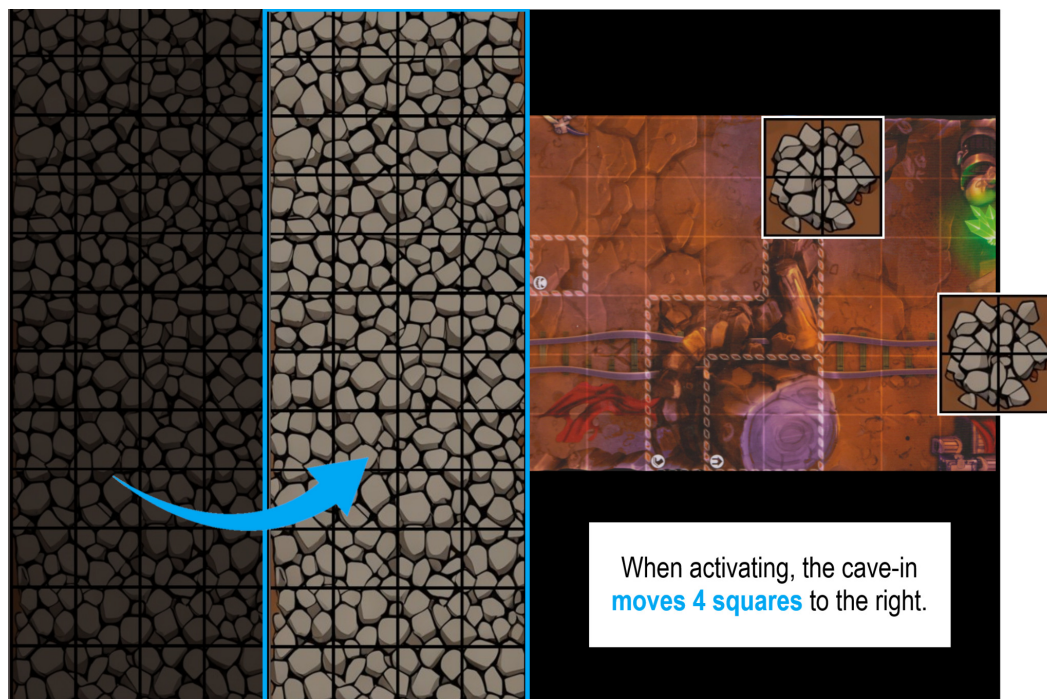 When activating, the cave-in
moves 4 squares to the right.